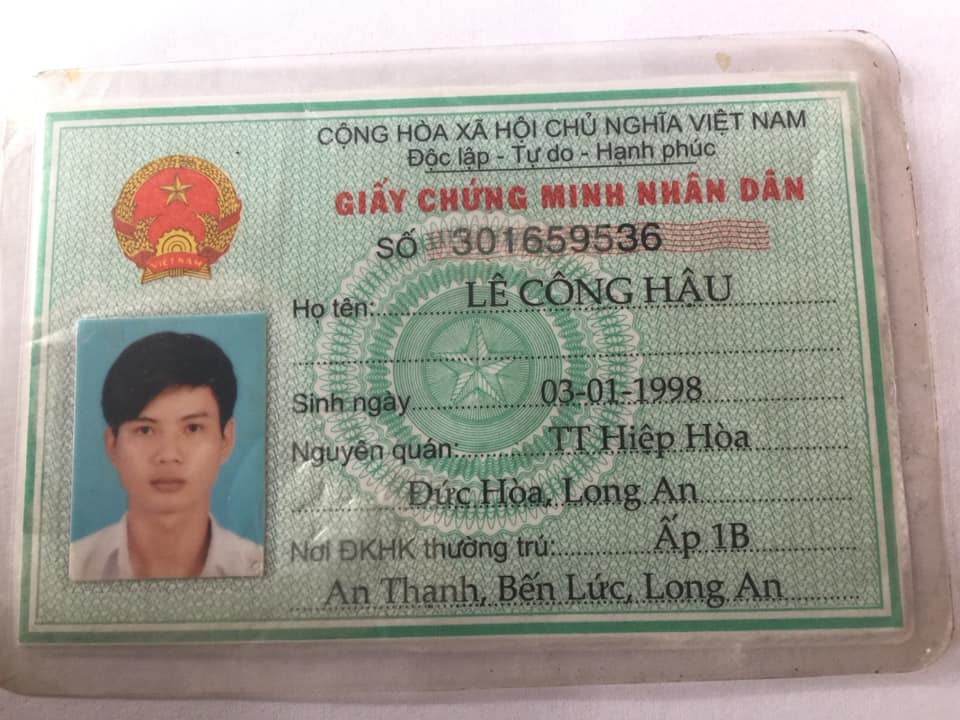 CỘNG HÒA XÃ HỘI CHỦ NGHĨA VIỆT NAM
Độc lập - Tự do - Hạnh phúc
GIẤY CHỨNG MINH NHÂN DÂN
SỐ 301659536
Họ tên: LÊ CÔNG HẬU
Sinh ngày 03-01-1998
Nguyên quán: TT Hiệp Hòa
Đức Hòa, Long An
Nơi ĐKHK thường trú: Ấp 1B
An Thanh, Bến Lức, Long An
VIỆT NAM